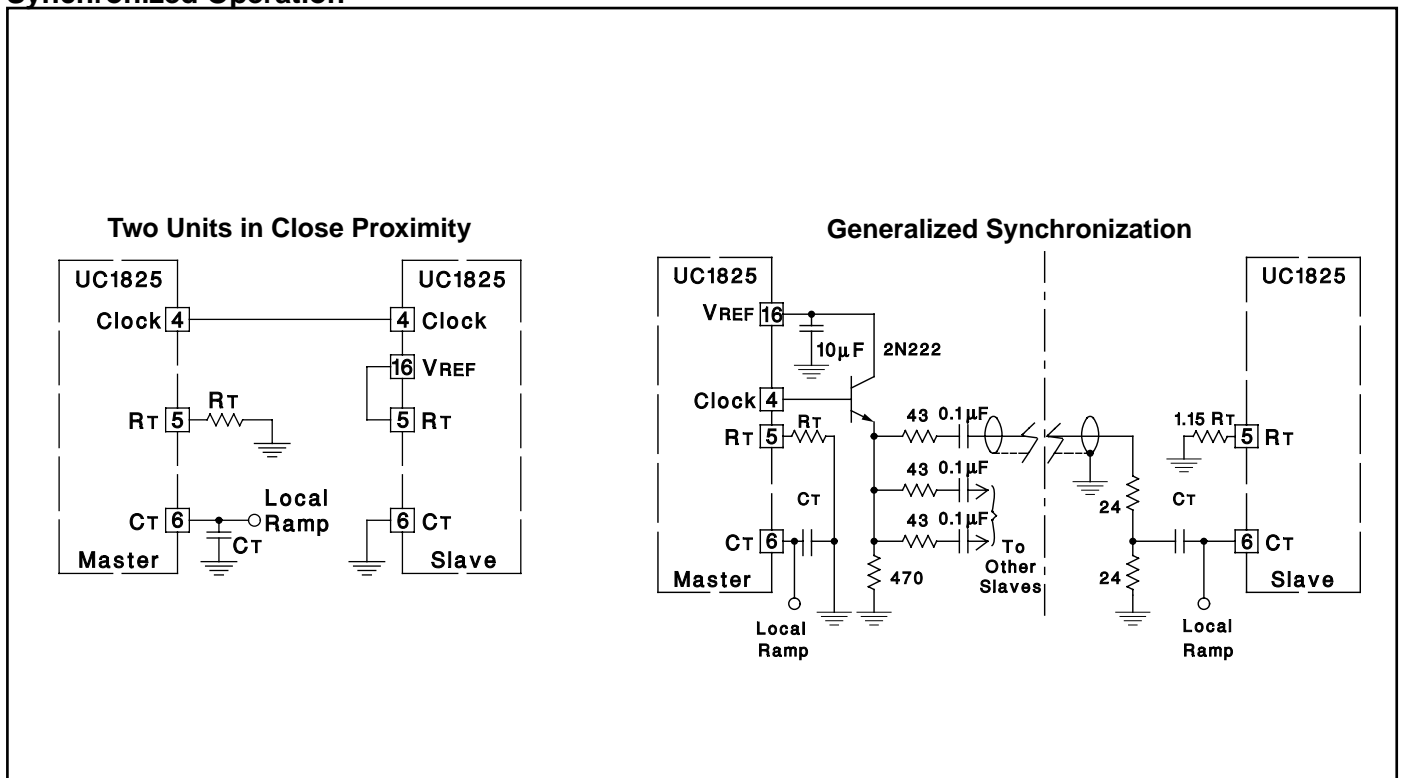 Synchronized Operation
Two Units in Close Proximity
UC1825
UC1825
Clock 4
4 Clock
16 VREF
RT 5
RT
5 RT
Local
Ramp
CT 6
CT
6 CT
Master
Slave
Generalized Synchronization
UC1825
UC1825
VREF 16
10µF
2N222
Clock 4
43 0.1µF
1.15 RT
RT 5
RT
5 RT
43 0.1µF
CT
24
CT
43 0.1µF
CT 6
To
Other
Slaves
6 CT
Master
470
24
Slave
Local
Ramp
Local
Ramp